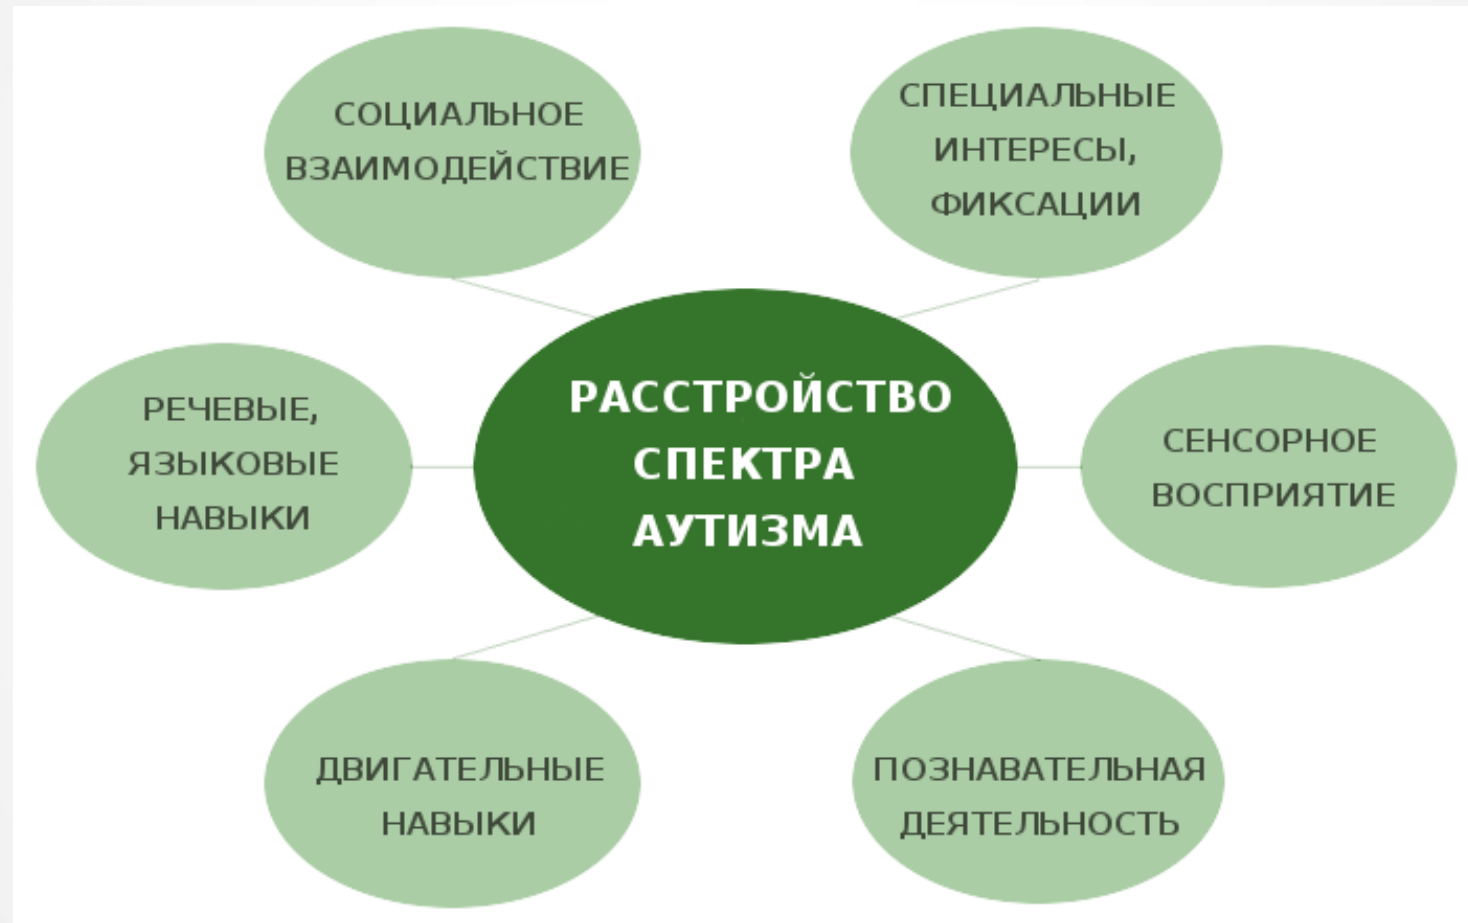 СОЦИАЛЬНОЕ
ВЗАИМОДЕЙСТВИЕ
СПЕЦИАЛЬНЫЕ
ИНТЕРЕСЫ,
ФИКСАЦИИ
РЕЧЕВЫЕ,
ЯЗЫКОВЫЕ
НАВЫКИ
РАССТРОЙСТВО
СПЕКТРА
АУТИЗМА
СЕНСОРНОЕ
ВОСПРИЯТИЕ
ДВИГАТЕЛЬНЫЕ
НАВЫКИ
ПОЗНАВАТЕЛЬНАЯ
ДЕЯТЕЛЬНОСТЬ